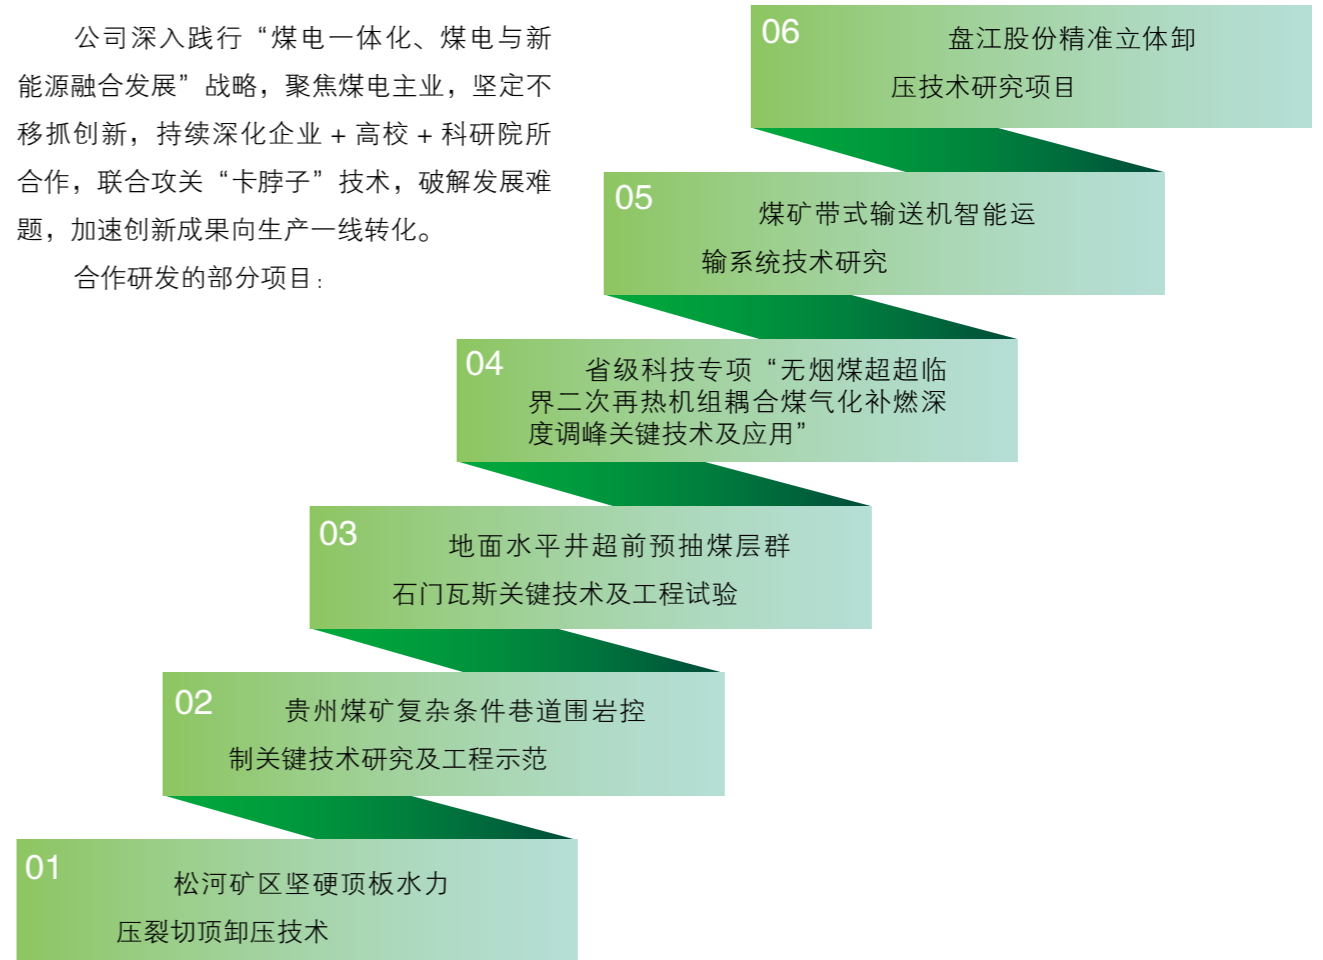 公司深入践行“煤电一体化、煤电与新
能源融合发展”战略，聚焦煤电主业，坚定不
移抓创新，持续深化企业 + 高校 + 科研院所
合作，联合攻关“卡脖子”技术，破解发展难
题，加速创新成果向生产一线转化。
合作研发的部分项目：
06
盘江股份精准立体卸
压技术研究项目
05
煤矿带式输送机智能运
输系统技术研究
04
省级科技专项“无烟煤超超临
界二次再热机组耦合煤气化补燃深
度调峰关键技术及应用”
03
地面水平井超前预抽煤层群
石门瓦斯关键技术及工程试验
02
贵州煤矿复杂条件巷道围岩控
制关键技术研究及工程示范
01
松河矿区坚硬顶板水力
压裂切顶卸压技术